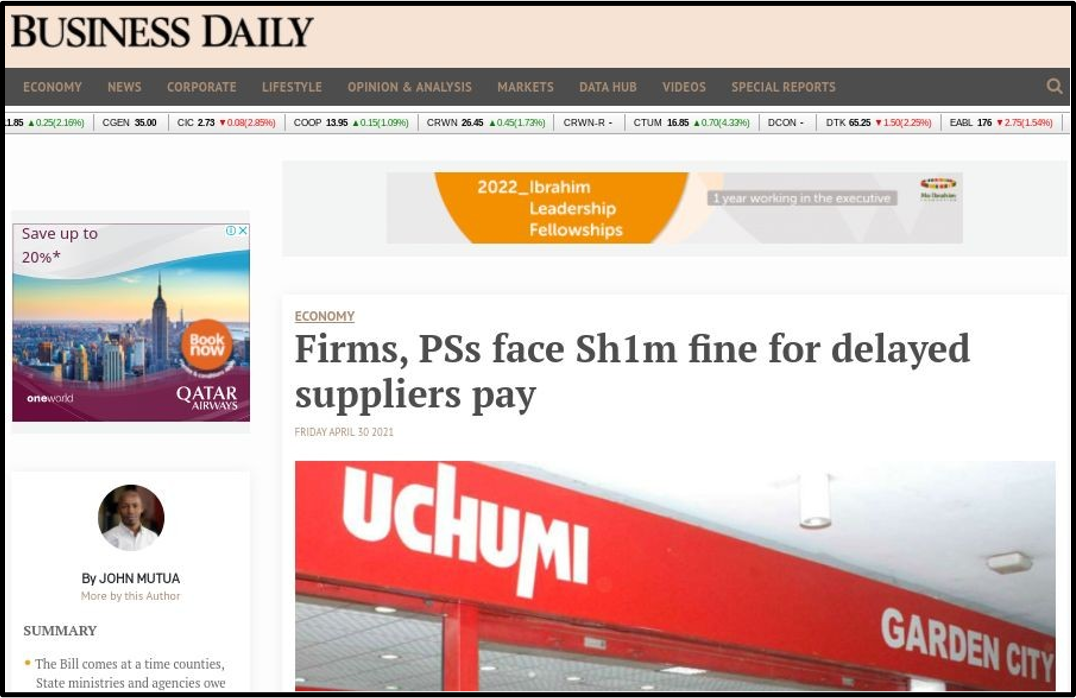 BUSINESS DAILY
ECONOMY NEWS CORPORATE LIFESTYLE OPINION & ANALYSIS MARKETS DATA HUB VIDEOS SPECIAL REPORTS
1.85 ▲0.25(2.16%) CGEN 35.00 CIC 2.73 ▼0.08(2.85%) COOP 13.95 ▲0.15(1.09%) CRWN 26.45 ▲0.45(1.73%) CRWN-R - CTUM 16.85 ▲0.70(4.33%) DCON - DTK 65.25 ▼1.50(2.25%) EABL 176 ▼2.75(1.54%)
2022_Ibrahim
Leadership
Fellowships
1 year working in the executive
Mo Ibrahim
FOUNDATION
Save up to
20%*
Book
now
oneworld
QATAR
AIRWAYS
ECONOMY
Firms, PSs face Sh1m fine for delayed
suppliers pay
FRIDAY APRIL 30 2021
UCHUMI
GARDEN CITY
By JOHN MUTUA
More by this Author
SUMMARY
• The Bill comes at a time counties,
State ministries and agencies owe